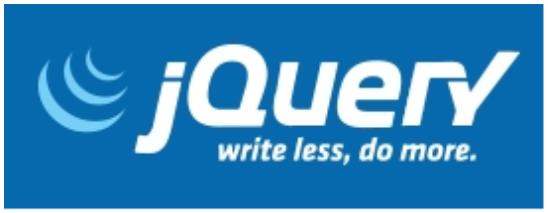 jQuery
write less, do more.